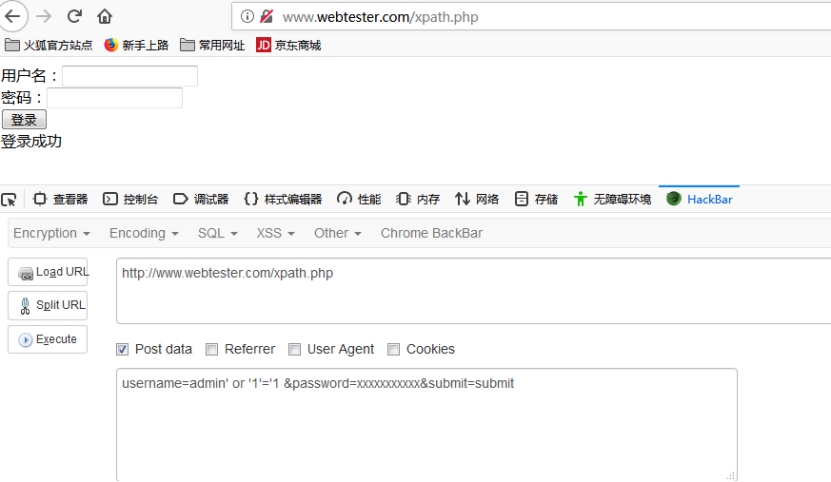 www.webtester.com/xpath.php
火狐官方站点 新手上路 常用网址 JD 京东商城
用户名：
密码：
登录
登录成功
查看器 控制台 调试器 {} 样式编辑器 性能 内存 网络 存储 无障碍环境 HackBar
Encryption Encoding SQL XSS Other Chrome BackBar
Load URL
http://www.webtester.com/xpath.php
Split URL
Execute
Post data Referrer User Agent Cookies
username=admin' or '1'='1 &password=xxxxxxxxxxx&submit=submit